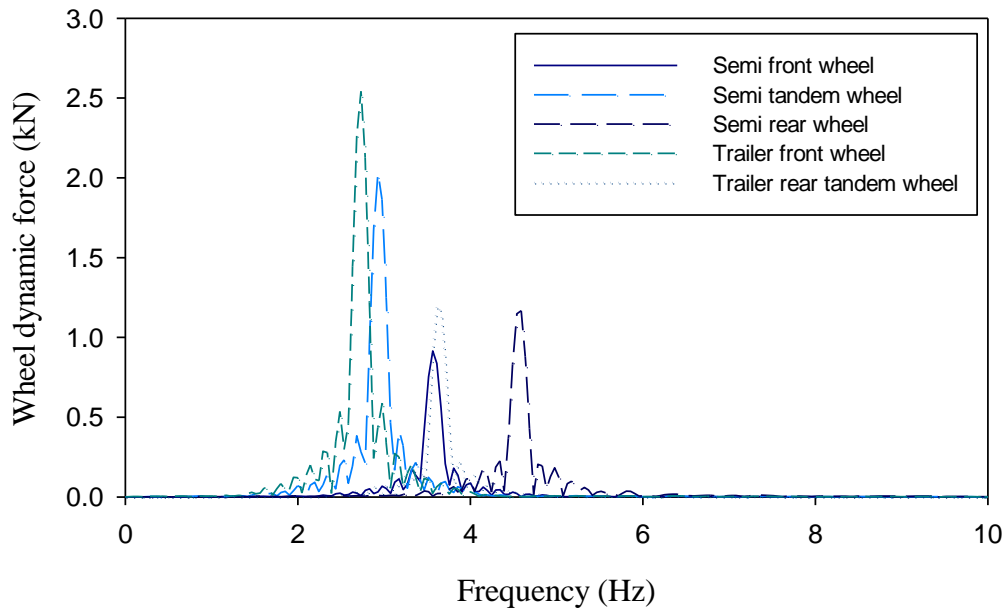 3.0
2.5
2.0
1.5
1.0
0.5
0.0
Wheel dynamic force (kN)
Semi front wheel
Semi tandem wheel
Semi rear wheel
Trailer front wheel
Trailer rear tandem wheel
0 2 4 6 8 10
Frequency (Hz)